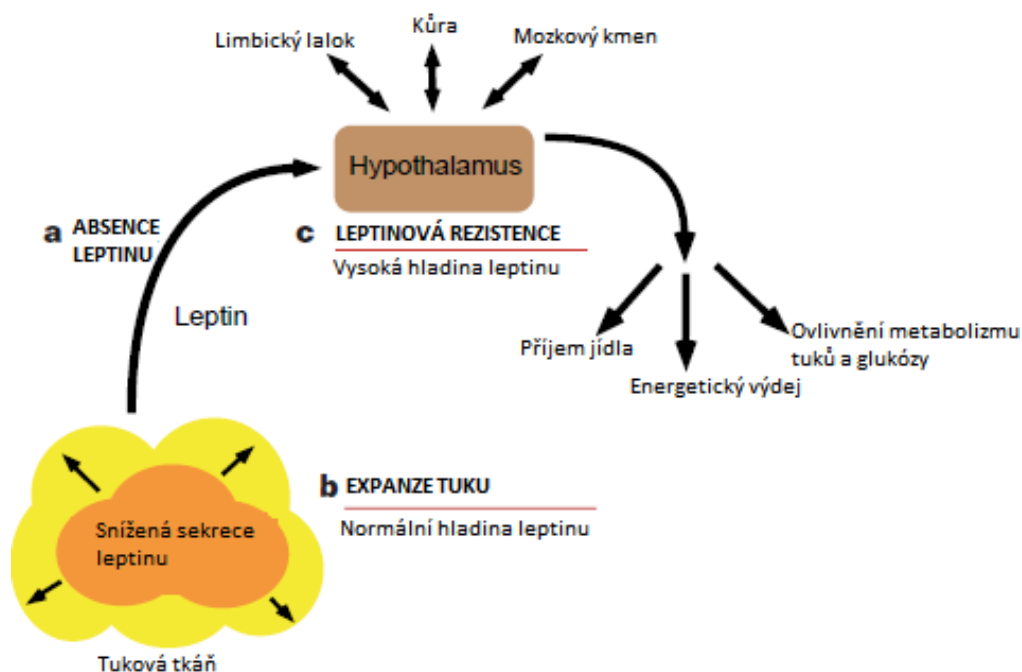 Limbický lalok
Kůra
Mozkový kmen
Hypothalamus
a ABSENCE
LEPTINU
c LEPTINOVÁ REZISTENCE
Vysoká hladina leptinu
Leptin
Příjem jídla
Energetický výdej
Ovlivnění metabolizmu
tuků a glukózy
b EXPANZE TUKU
Normální hladina leptinu
Snížená sekrece
leptinu
Tuková tkáň